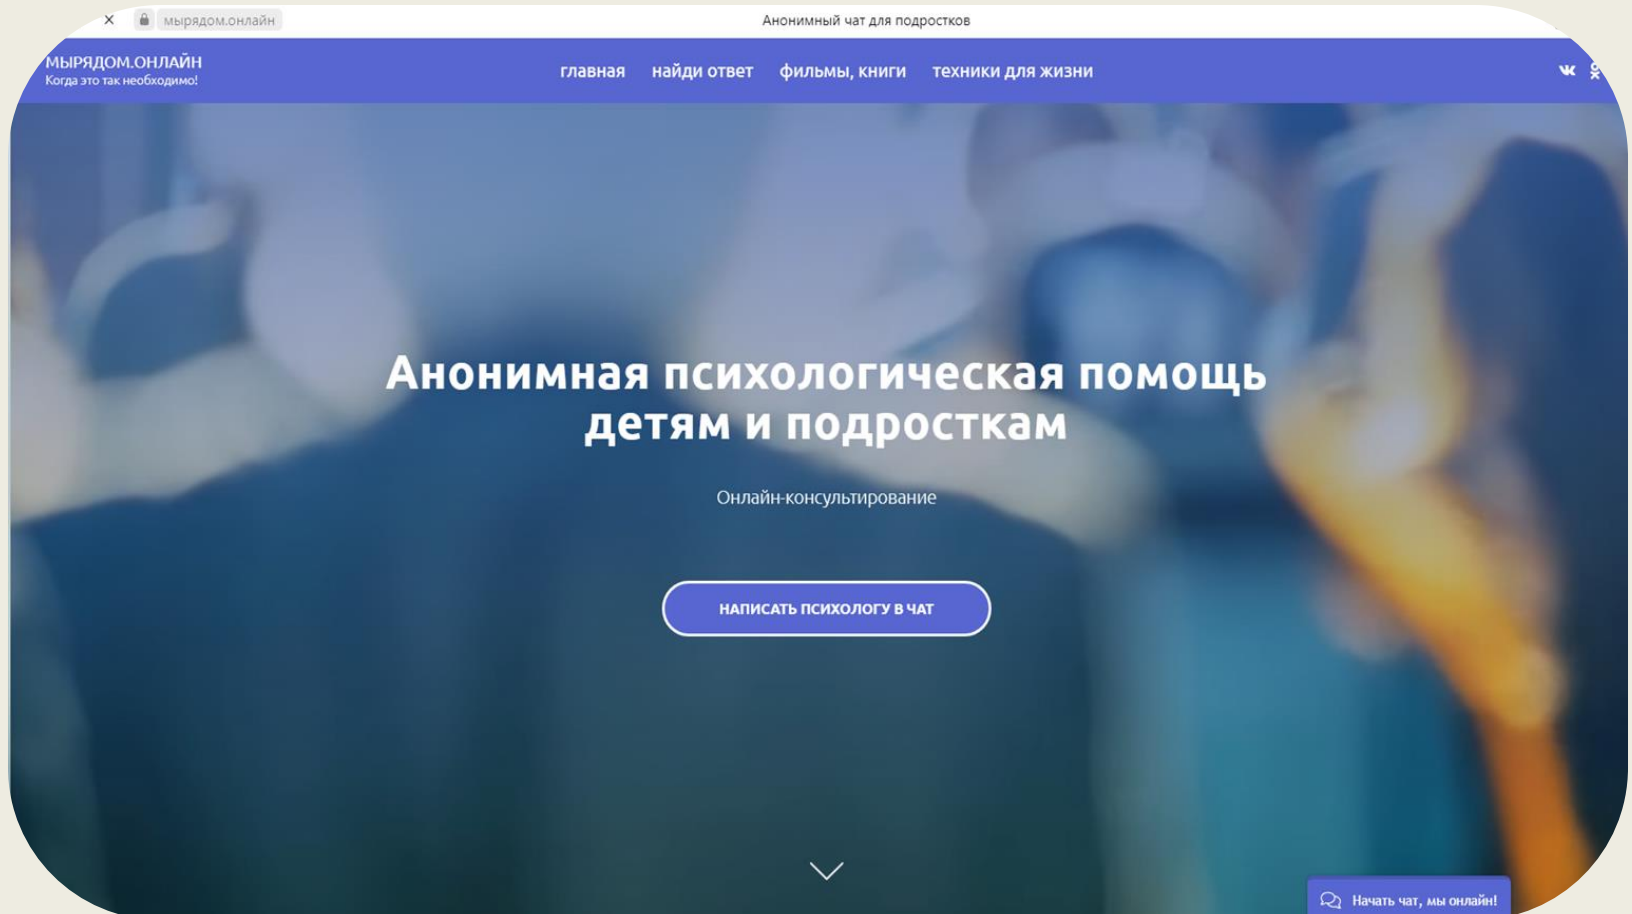 мырядом.онлайн
Анонимный чат для подростков
МЫРЯДОМ.ОНЛАЙН
Когда это так необходимо!
главная найди ответ фильмы, книги техники для жизни
Анонимная психологическая помощь
детям и подросткам
Онлайн-консультирование
НАПИСАТЬ ПСИХОЛОГУ В ЧАТ
Начать чат, мы онлайн!